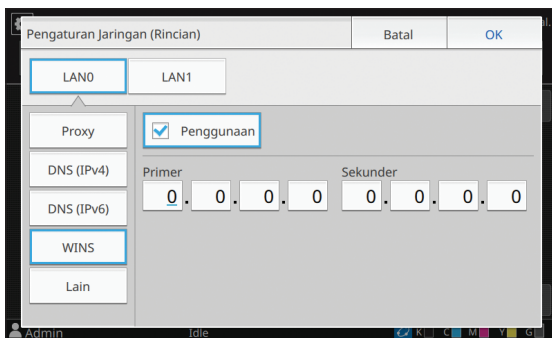 Pengaturan Jaringan (Rincian)
Batal
OK
LAN0
LAN1
Proxy
DNS (IPv4)
DNS (IPv6)
WINS
Lain
Penggunaan
Primer
0. 0. 0. 0
Sekunder
0. 0. 0. 0
Admin
Idle
K C M Y G